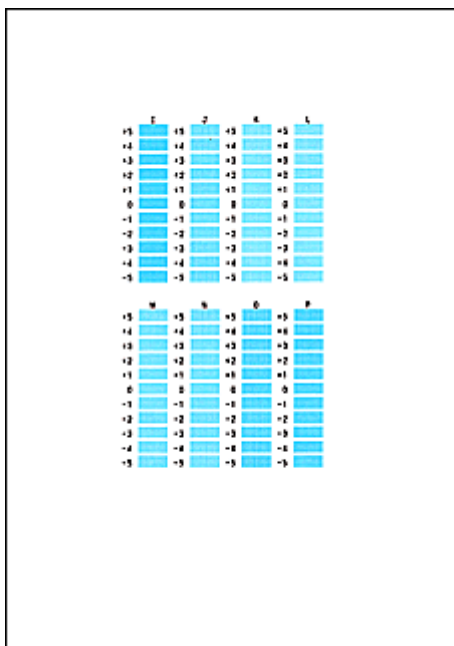 I J K L
+5 +5 +5 +5
+4 +4 +4 +4
+3 +3 +3 +3
+2 +2 +2 +2
+1 +1 +1 +1
0 0 0 0
-1 -1 -1 -1
-2 -2 -2 -2
-3 -3 -3 -3
-4 -4 -4 -4
-5 -5 -5 -5
M N O P
+5 +5 +5 +5
+4 +4 +4 +4
+3 +3 +3 +3
+2 +2 +2 +2
+1 +1 +1 +1
0 0 0 0
-1 -1 -1 -1
-2 -2 -2 -2
-3 -3 -3 -3
-4 -4 -4 -4
-5 -5 -5 -5